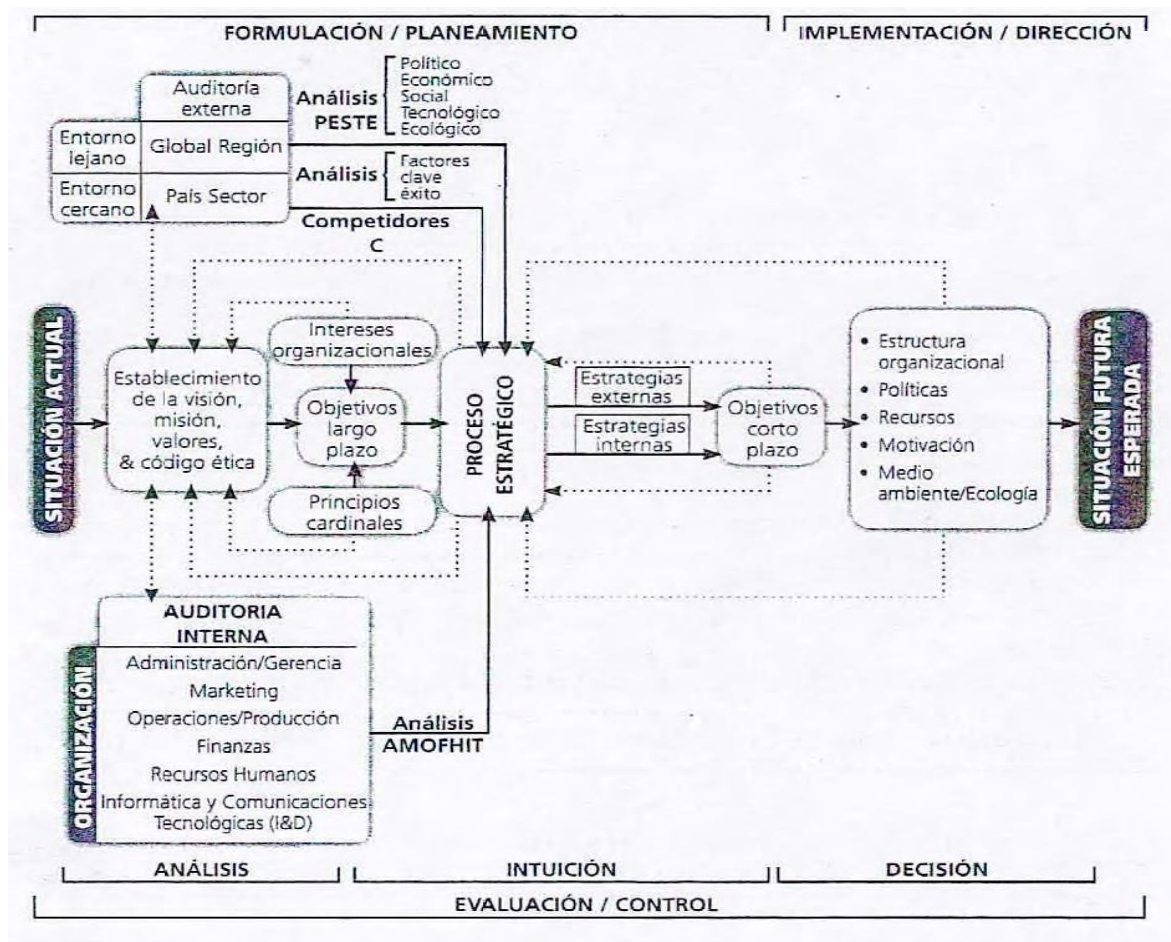 FORMULACIÓN / PLANEAMIENTO
IMPLEMENTACIÓN / DIRECCIÓN
Auditoría
externa
Entorno
lejano
Global Región
Entorno
cercano
País Sector
Análisis
PESTE
Político
Económico
Social
Tecnológico
Ecológico
Análisis
Factores
clave
éxito
Competidores
C
SITUACION ACTUAL
Establecimiento
de la visión,
misión,
valores,
& código ética
Intereses
organizacionales
Objetivos
largo
plazo
Principios
cardinales
PROCESO
ESTRATÉGICO
Estrategias
externas
Estrategias
internas
Objetivos
corto
plazo
• Estructura
organizacional
• Políticas
• Recursos
• Motivación
• Medio
ambiente/Ecología
SITUACIÓN FUTURA
ESPERADA
ORGANIZACIÓN
AUDITORIA
INTERNA
Administración/Gerencia
Marketing
Operaciones/Producción
Finanzas
Recursos Humanos
Informática y Comunicaciones
Tecnológicas (I&D)
Análisis
AMOFHIT
ANÁLISIS
INTUICIÓN
DECISIÓN
EVALUACIÓN / CONTROL